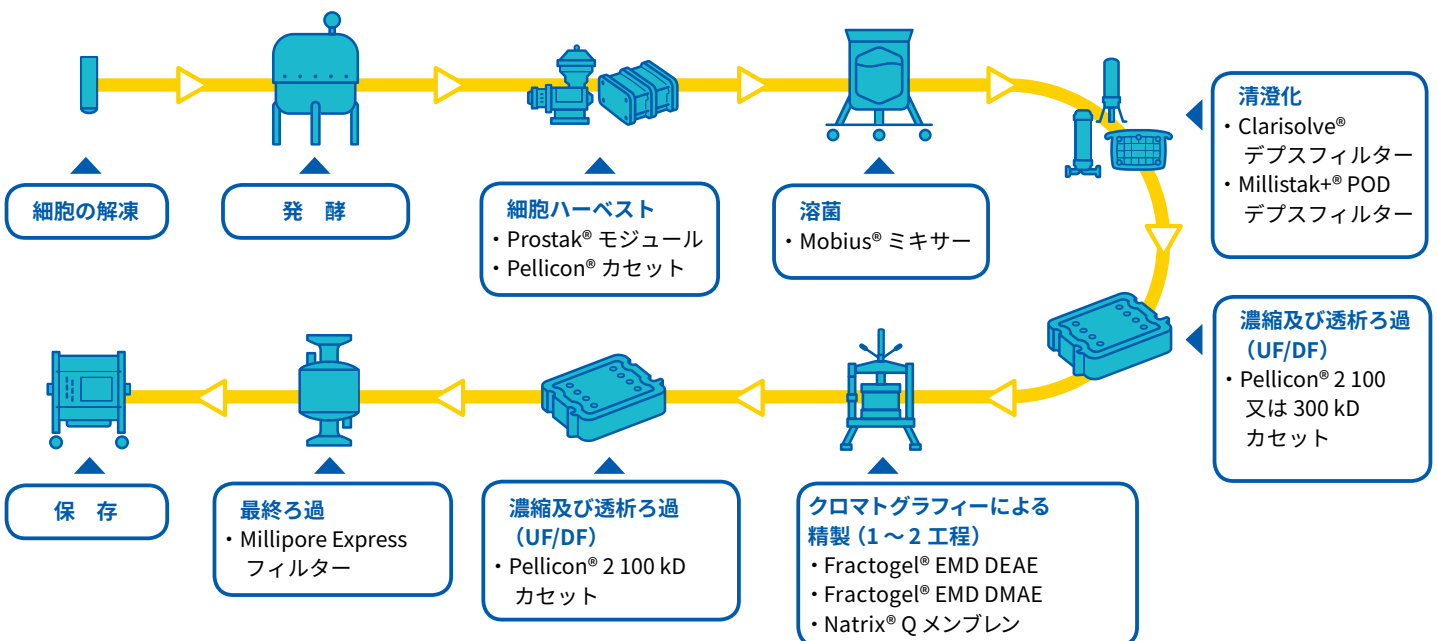 細胞の解凍
発 酵
細胞ハーベスト
・Prostak® モジュール
・Pellicon® カセット
溶菌
・Mobius® ミキサー
清澄化
・Clarisolve®
デプスフィルター
・Millistak+® POD
デプスフィルター
濃縮及び透析ろ過
（UF/DF）
・Pellicon® 2 100
又は 300 kD
カセット
クロマトグラフィーによる
精製（1 ～ 2 工程）
・Fractogel® EMD DEAE
・Fractogel® EMD DMAE
・Natrix® Q メンブレン
濃縮及び透析ろ過
（UF/DF）
・Pellicon® 2 100 kD
カセット
最終ろ過
・Millipore Express
フィルター
保 存